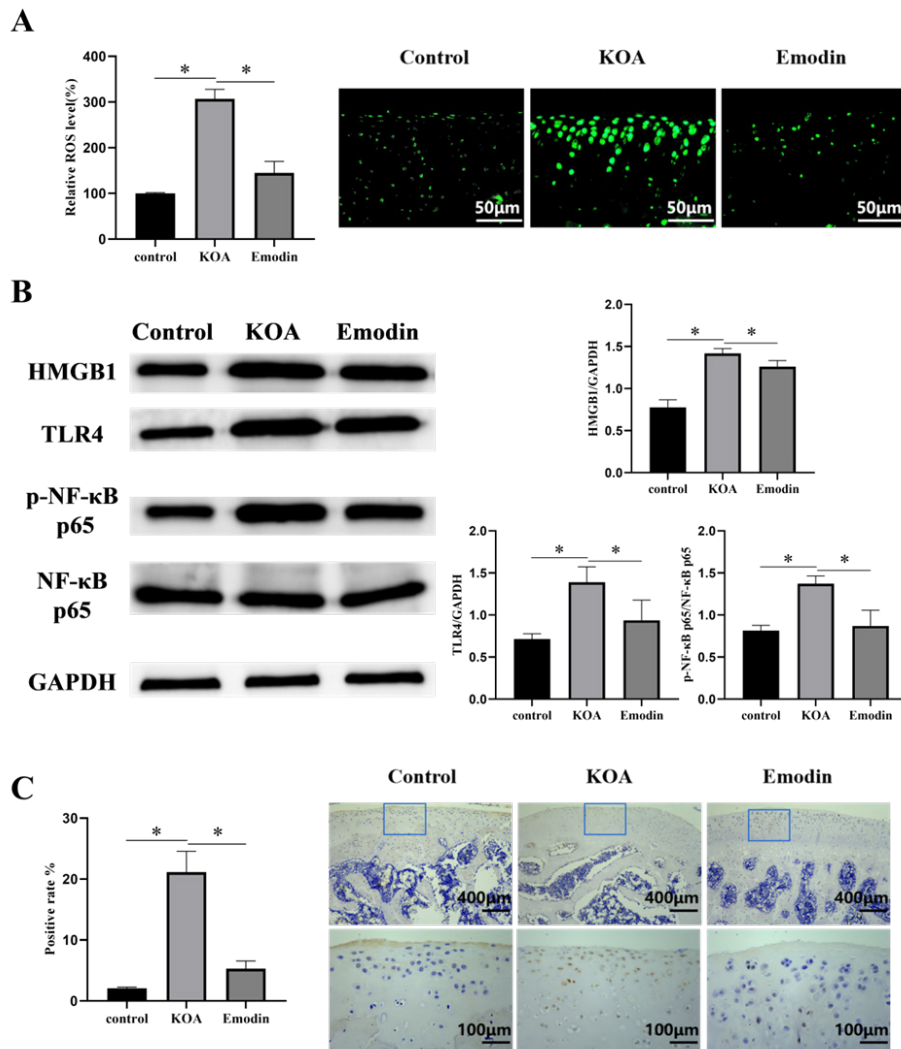 A
Relative ROS level(%)
400
300
200
100
0
control
KOA
Emodin
*
*
Control
KOA
Emodin
50μm
50μm
50μm
B
Control
KOA
Emodin
HMGB1
TLR4
p-NF-κB
p65
NF-κB
p65
GAPDH
HMGB1/GAPDH
2.0
1.5
1.0
0.5
0.0
control
KOA
Emodin
*
*
TLR4/GAPDH
2.0
1.5
1.0
0.5
0.0
control
KOA
Emodin
*
*
p-NF-κB p65/NF-κB p65
2.0
1.5
1.0
0.5
0.0
control
KOA
Emodin
*
*
C
Positive rate %
30
20
10
0
control
KOA
Emodin
*
*
Control
KOA
Emodin
400μm
400μm
400μm
100μm
100μm
100μm